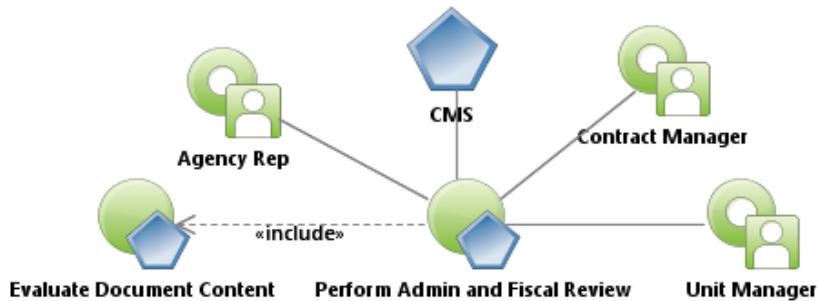 CMS
Contract Manager
Agency Rep
«include»
Evaluate Document Content
Perform Admin and Fiscal Review
Unit Manager